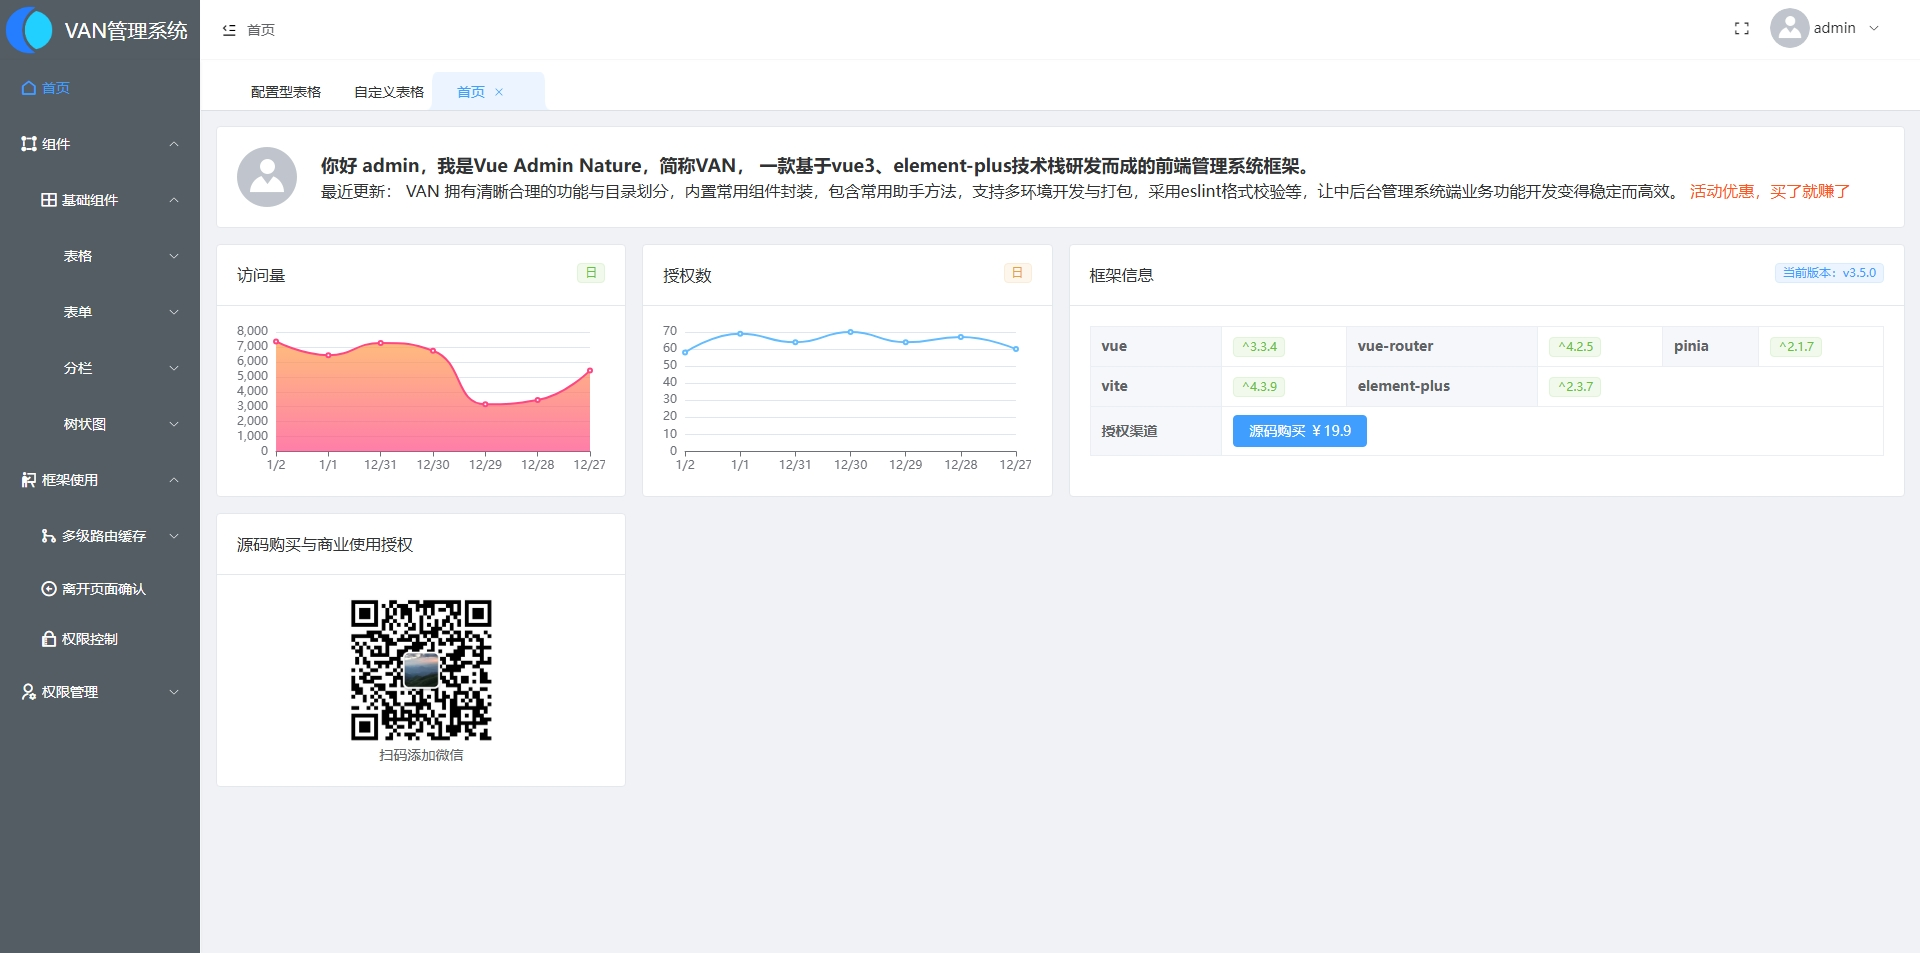 VAN管理系统
首页
admin
首页
组件
基础组件
表格
表单
分栏
树状图
框架使用
多级路由缓存
离开页面确认
权限控制
权限管理
配置型表格 自定义表格 首页
你好 admin，我是Vue Admin Nature，简称VAN， 一款基于vue3、element-plus技术栈研发而成的前端管理系统框架。
最近更新： VAN 拥有清晰合理的功能与目录划分，内置常用组件封装，包含常用助手方法，支持多环境开发与打包，采用eslint格式校验等，让中后台管理系统端业务功能开发变得稳定而高效。 活动优惠，买了就赚了
访问量 日
8,000
7,000
6,000
5,000
4,000
3,000
2,000
1,000
0
1/2 1/1 12/31 12/30 12/29 12/28 12/27
授权数 日
70
60
50
40
30
20
10
0
1/2 1/1 12/31 12/30 12/29 12/28 12/27
框架信息 当前版本：v3.5.0
vue ^3.3.4 vue-router ^4.2.5 pinia ^2.1.7
vite ^4.3.9 element-plus ^2.3.7
授权渠道 源码购买 ￥19.9
源码购买与商业使用授权
扫码添加微信